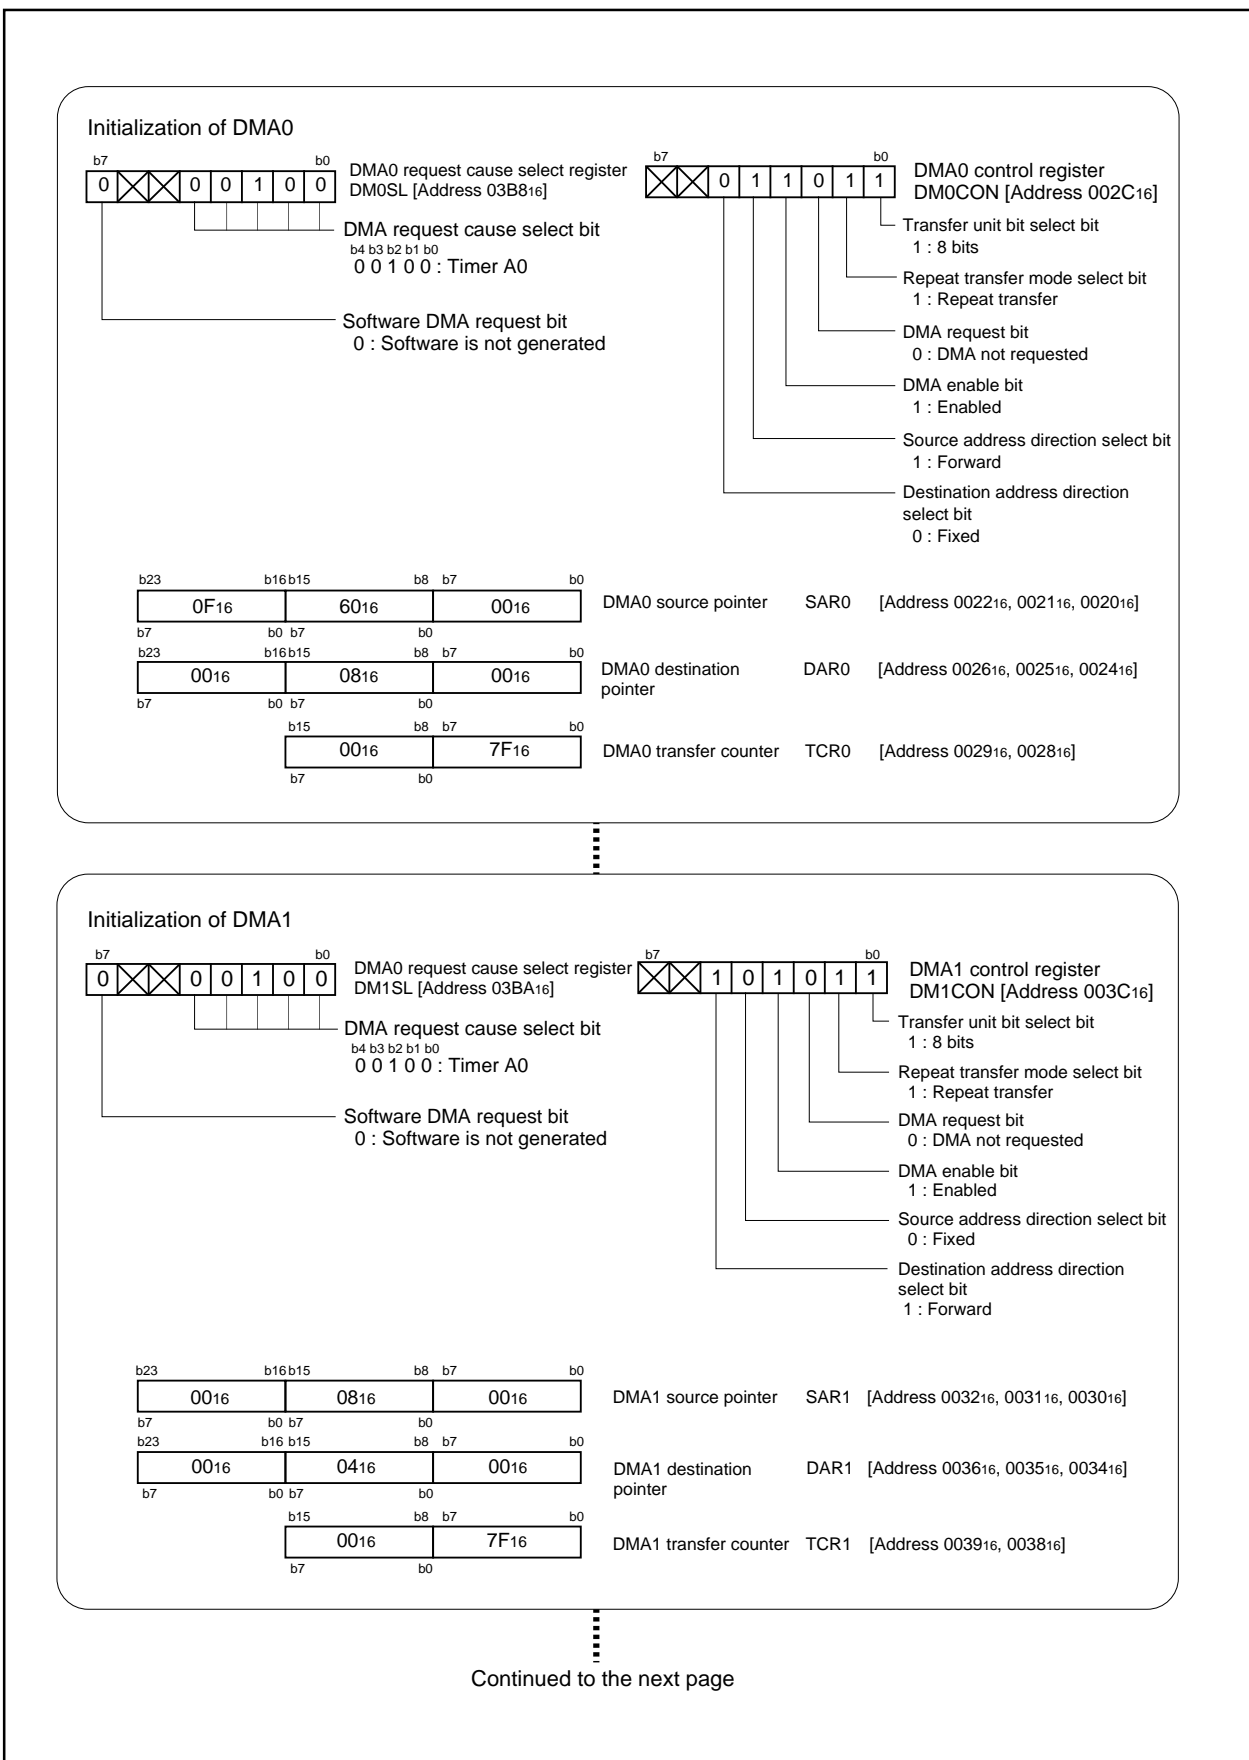 Initialization of DMA0
b7 b0
0 0 0 1 0 0
DMA0 request cause select register
DM0SL [Address 03B816]
DMA request cause select bit
b4 b3 b2 b1 b0
0 0 1 0 0 : Timer A0
Software DMA request bit
0 : Software is not generated
b7 b0
0 1 1 0 1 1
DMA0 control register
DM0CON [Address 002C16]
Transfer unit bit select bit
1 : 8 bits
Repeat transfer mode select bit
1 : Repeat transfer
DMA request bit
0 : DMA not requested
DMA enable bit
1 : Enabled
Source address direction select bit
1 : Forward
Destination address direction
select bit
0 : Fixed
b23 b16 b15 b8 b7 b0
0F16 6016 0016 DMA0 source pointer SAR0 [Address 002216, 002116, 002016]
b7 b0 b7 b0
b23 b16 b15 b8 b7 b0
0016 0816 0016 DMA0 destination
pointer DAR0 [Address 002616, 002516, 002416]
b7 b0 b7 b0
b15 b8 b7 b0
0016 7F16 DMA0 transfer counter TCR0 [Address 002916, 002816]
b7 b0
Initialization of DMA1
b7 b0
0 0 0 1 0 0
DMA0 request cause select register
DM1SL [Address 03BA16]
DMA request cause select bit
b4 b3 b2 b1 b0
0 0 1 0 0 : Timer A0
Software DMA request bit
0 : Software is not generated
b7 b0
1 0 1 0 1 1
DMA1 control register
DM1CON [Address 003C16]
Transfer unit bit select bit
1 : 8 bits
Repeat transfer mode select bit
1 : Repeat transfer
DMA request bit
0 : DMA not requested
DMA enable bit
1 : Enabled
Source address direction select bit
0 : Fixed
Destination address direction
select bit
1 : Forward
b23 b16 b15 b8 b7 b0
0016 0816 0016 DMA1 source pointer SAR1 [Address 003216, 003116, 003016]
b7 b0 b7 b0
b23 b16 b15 b8 b7 b0
0016 0416 0016 DMA1 destination
pointer DAR1 [Address 003616, 003516, 003416]
b7 b0 b7 b0
b15 b8 b7 b0
0016 7F16 DMA1 transfer counter TCR1 [Address 003916, 003816]
b7 b0
Continued to the next page